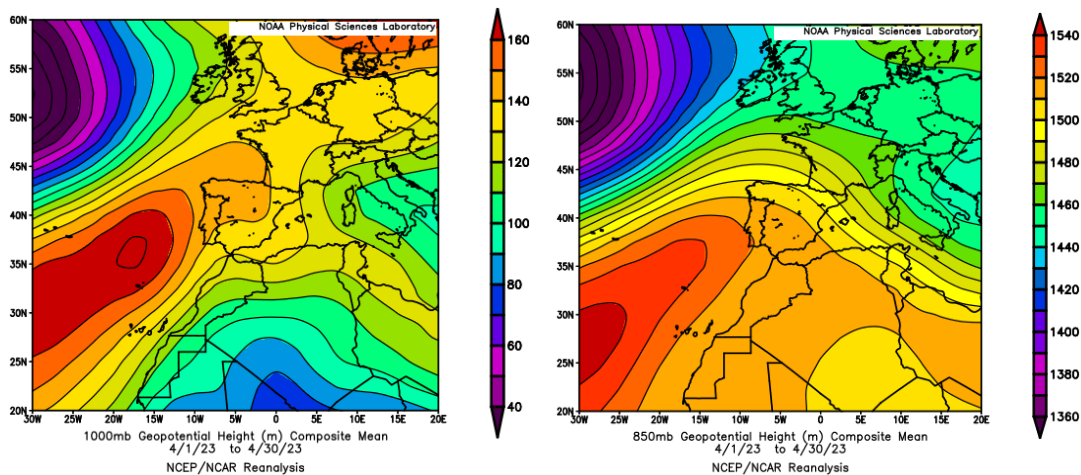 NOAA Physical Sciences Laboratory
60N
55N
50N
45N
40N
35N
30N
25N
20N
30W 25W 20W 15W 10W 5W 0 5E 10E 15E 20E
160
140
120
100
80
60
40
1000mb Geopotential Height (m) Composite Mean
4/1/23 to 4/30/23
NCEP/NCAR Reanalysis
NOAA Physical Sciences Laboratory
60N
55N
50N
45N
40N
35N
30N
25N
20N
30W 25W 20W 15W 10W 5W 0 5E 10E 15E 20E
1540
1520
1500
1480
1460
1440
1420
1400
1380
1360
850mb Geopotential Height (m) Composite Mean
4/1/23 to 4/30/23
NCEP/NCAR Reanalysis